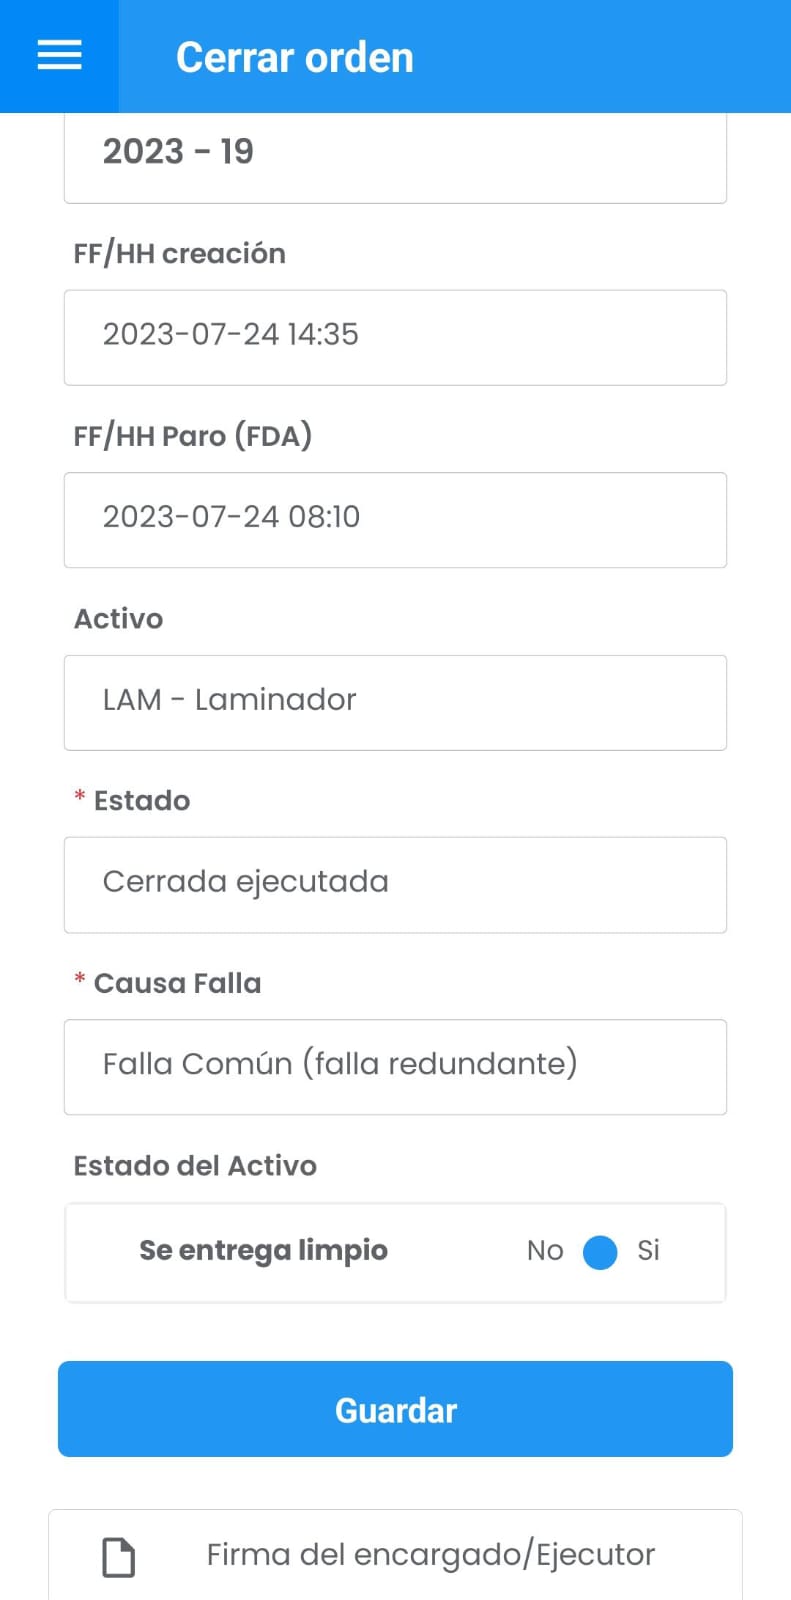 Cerrar orden
2023 - 19
FF/HH creación
2023-07-24 14:35
FF/HH Paro (FDA)
2023-07-24 08:10
Activo
LAM - Laminador
* Estado
Cerrada ejecutada
* Causa Falla
Falla Común (falla redundante)
Estado del Activo
Se entrega limpio No Si
Guardar
Firma del encargado/Ejecutor